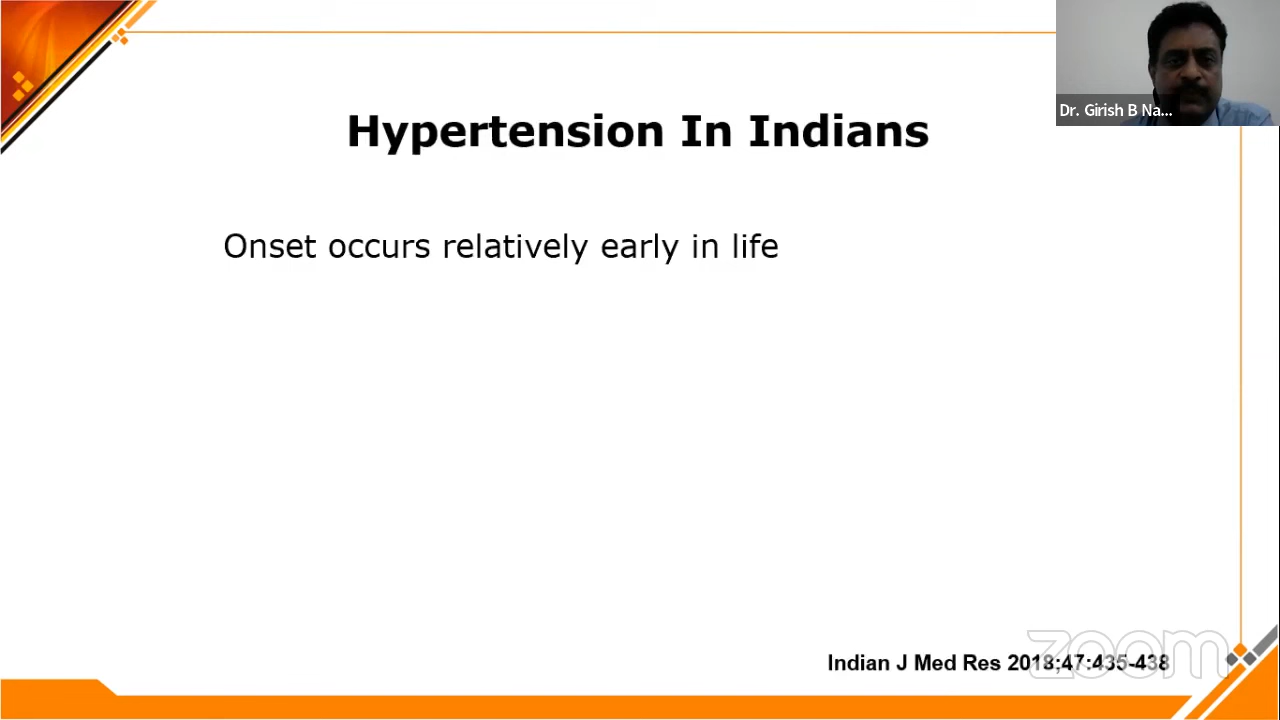 Dr. Girish B Na...
Hypertension In Indians
Onset occurs relatively early in life
zoom
Indian J Med Res 2018;47:435-438